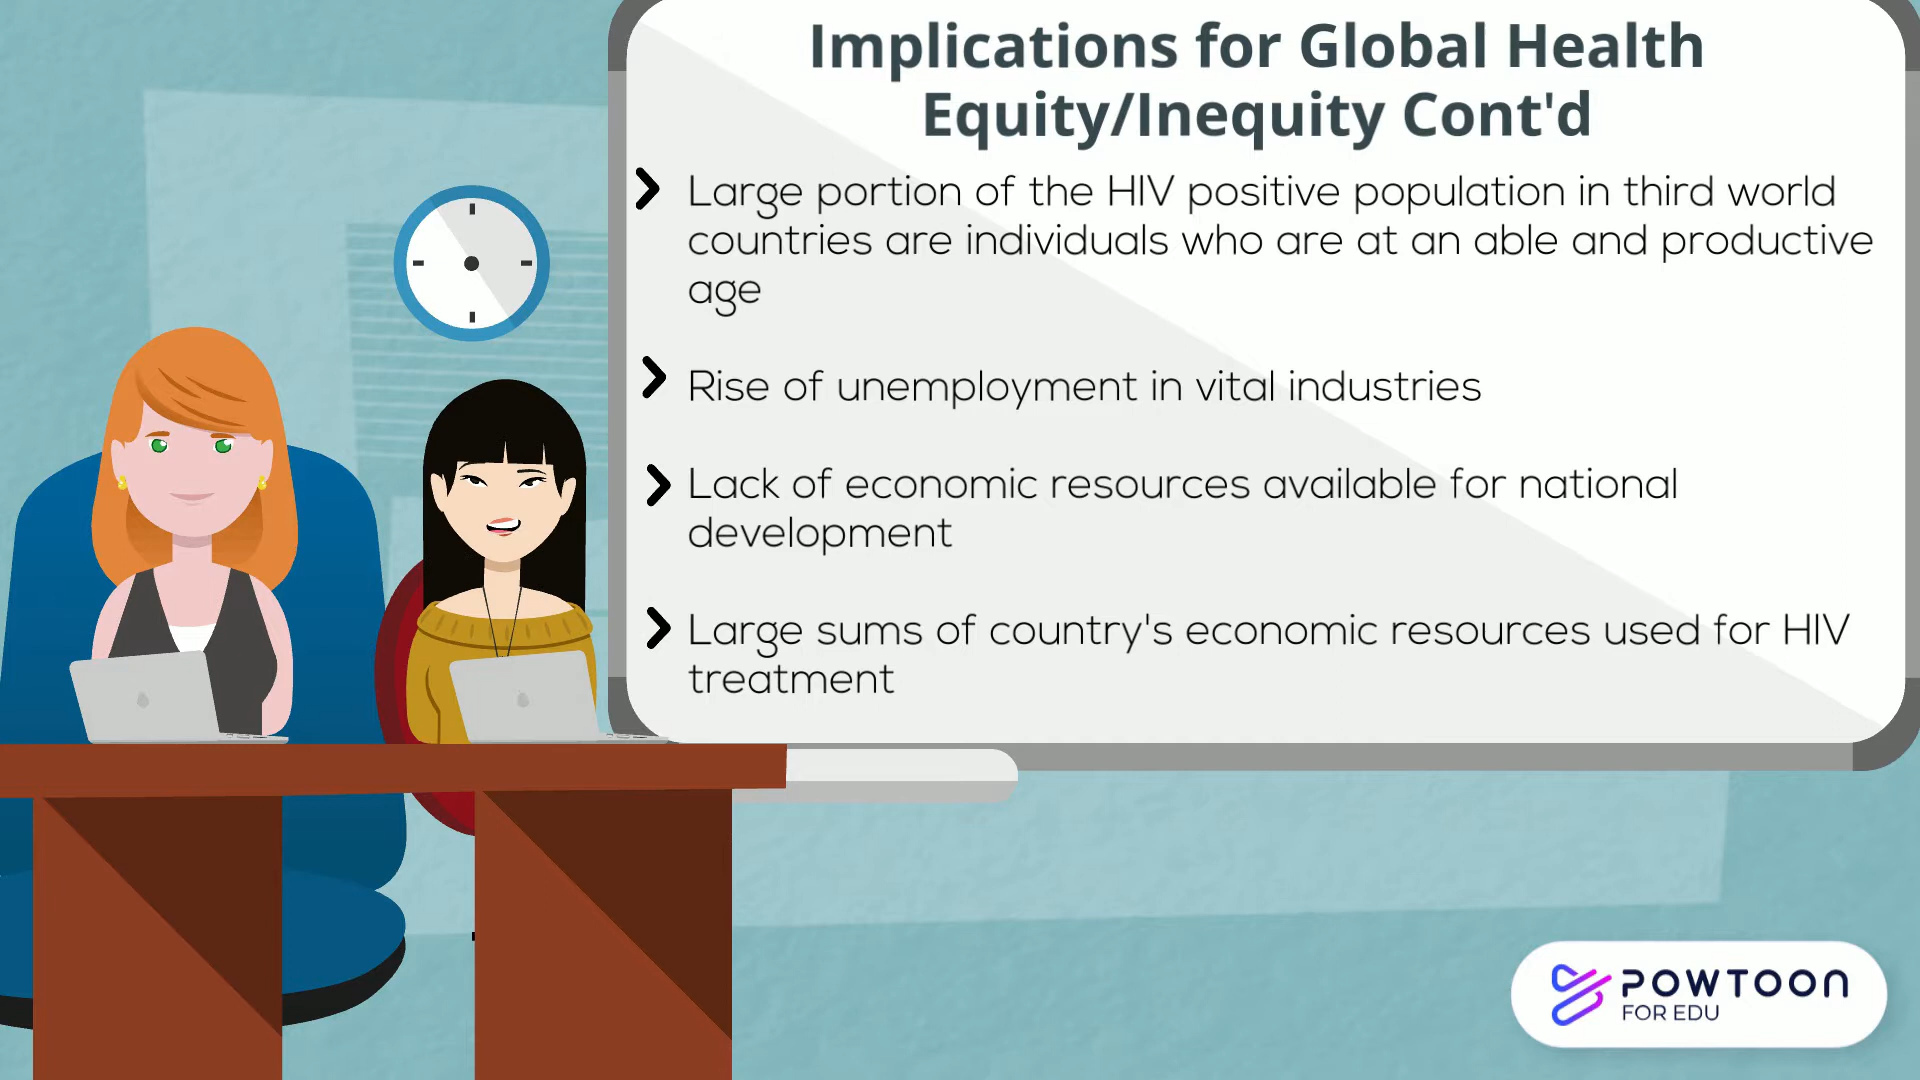 Implications for Global Health
Equity/Inequity Cont'd
Large portion of the HIV positive population in third world
countries are individuals who are at an able and productive
age
Rise of unemployment in vital industries
Lack of economic resources available for national
development
Large sums of country's economic resources used for HIV
treatment
POWTOON
FOR EDU